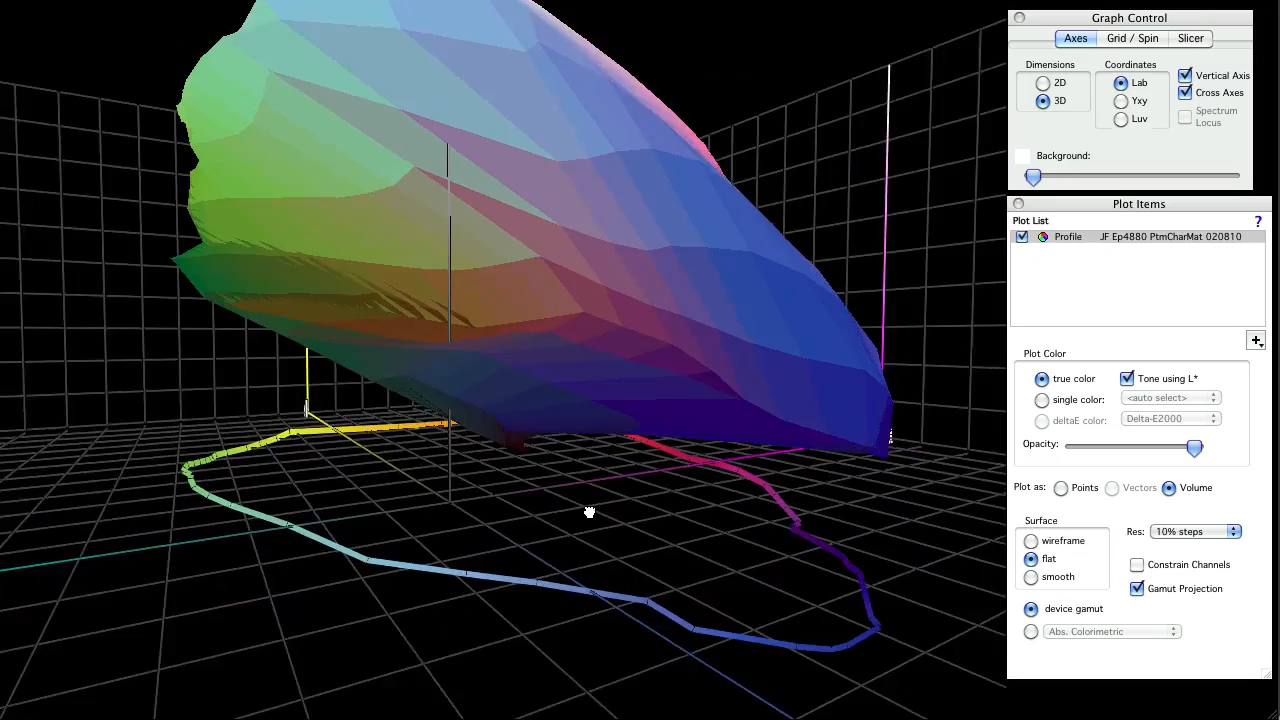 Graph Control
Axes Grid / Spin Slicer
Dimensions Coordinates
2D Lab Vertical Axis
3D Yxy Cross Axes
Luv Spectrum
Locus
Background:
Plot Items
Plot List ?
Profile JF Ep4880 PtmCharMat 020810
+
Plot Color
true color Tone using L*
single color: <auto select>
deltaE color: Delta-E2000
Opacity:
Plot as: Points Vectors Volume
Surface
wireframe Res: 10% steps
flat Constrain Channels
smooth Gamut Projection
device gamut
Abs. Colorimetric